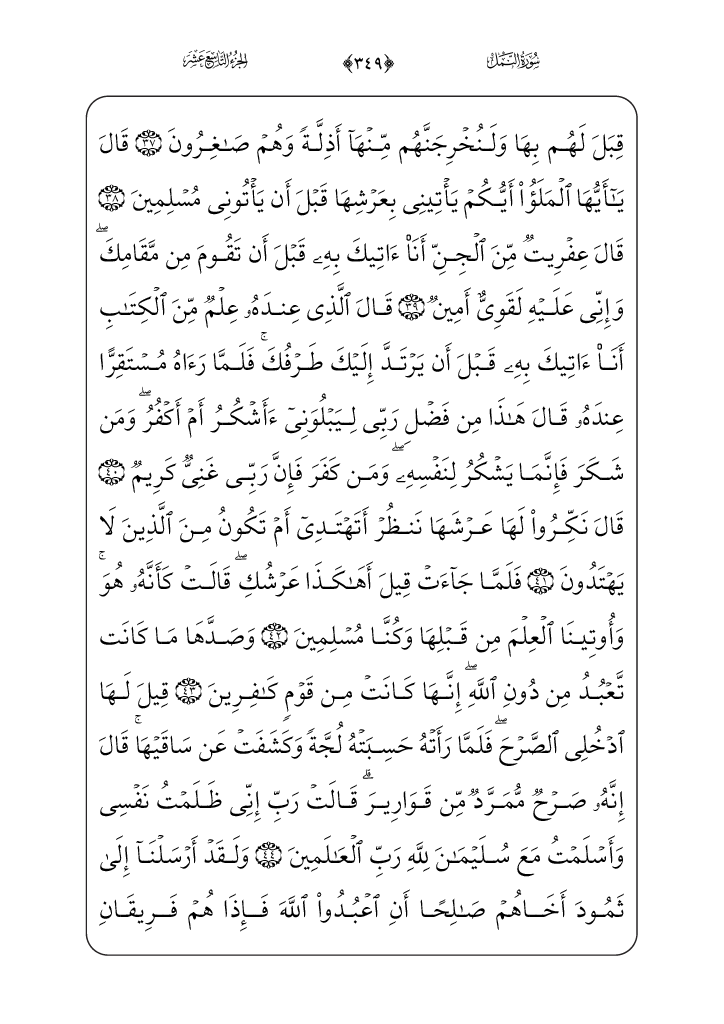 سُورَةُ النَّمۡلِ ﴿٣٤٩﴾ الجُزۡءُ التَّاسِعَ عَشَرَ
قِبَلَ لَهُم بِهَا وَلَنُخۡرِجَنَّهُم مِّنۡهَآ أَذِلَّةٗ وَهُمۡ صَٰغِرُونَ ٣٧ قَالَ
يَٰٓأَيُّهَا ٱلۡمَلَؤُاْ أَيُّكُمۡ يَأۡتِينِي بِعَرۡشِهَا قَبۡلَ أَن يَأۡتُونِي مُسۡلِمِينَ ٣٨
قَالَ عِفۡرِيتٞ مِّنَ ٱلۡجِنِّ أَنَا۠ ءَاتِيكَ بِهِۦ قَبۡلَ أَن تَقُومَ مِن مَّقَامِكَۖ
وَإِنِّي عَلَيۡهِ لَقَوِيٌّ أَمِينٞ ٣٩ قَالَ ٱلَّذِي عِندَهُۥ عِلۡمٞ مِّنَ ٱلۡكِتَٰبِ
أَنَا۠ ءَاتِيكَ بِهِۦ قَبۡلَ أَن يَرۡتَدَّ إِلَيۡكَ طَرۡفُكَۚ فَلَمَّا رَءَاهُ مُسۡتَقِرًّا
عِندَهُۥ قَالَ هَٰذَا مِن فَضۡلِ رَبِّي لِيَبۡلُوَنِيٓ ءَأَشۡكُرُ أَمۡ أَكۡفُرُۖ وَمَن
شَكَرَ فَإِنَّمَا يَشۡكُرُ لِنَفۡسِهِۦۖ وَمَن كَفَرَ فَإِنَّ رَبِّي غَنِيّٞ كَرِيمٞ ٤٠
قَالَ نَكِّرُواْ لَهَا عَرۡشَهَا نَنظُرۡ أَتَهۡتَدِيٓ أَمۡ تَكُونُ مِنَ ٱلَّذِينَ لَا
يَهۡتَدُونَ ٤١ فَلَمَّا جَآءَتۡ قِيلَ أَهَٰكَذَا عَرۡشُكِۖ قَالَتۡ كَأَنَّهُۥ هُوَۚ
وَأُوتِينَا ٱلۡعِلۡمَ مِن قَبۡلِهَا وَكُنَّا مُسۡلِمِينَ ٤٢ وَصَدَّهَا مَا كَانَت
تَّعۡبُدُ مِن دُونِ ٱللَّهِۖ إِنَّهَا كَانَتۡ مِن قَوۡمٖ كَٰفِرِينَ ٤٣ قِيلَ لَهَا
ٱدۡخُلِي ٱلصَّرۡحَۖ فَلَمَّا رَأَتۡهُ حَسِبَتۡهُ لُجَّةٗ وَكَشَفَتۡ عَن سَاقَيۡهَاۚ قَالَ
إِنَّهُۥ صَرۡحٞ مُّمَرَّدٞ مِّن قَوَارِيرَۗ قَالَتۡ رَبِّ إِنِّي ظَلَمۡتُ نَفۡسِي
وَأَسۡلَمۡتُ مَعَ سُلَيۡمَٰنَ لِلَّهِ رَبِّ ٱلۡعَٰلَمِينَ ٤٤ وَلَقَدۡ أَرۡسَلۡنَآ إِلَىٰ
ثَمُودَ أَخَاهُمۡ صَٰلِحًا أَنِ ٱعۡبُدُواْ ٱللَّهَ فَإِذَا هُمۡ فَرِيقَانِ